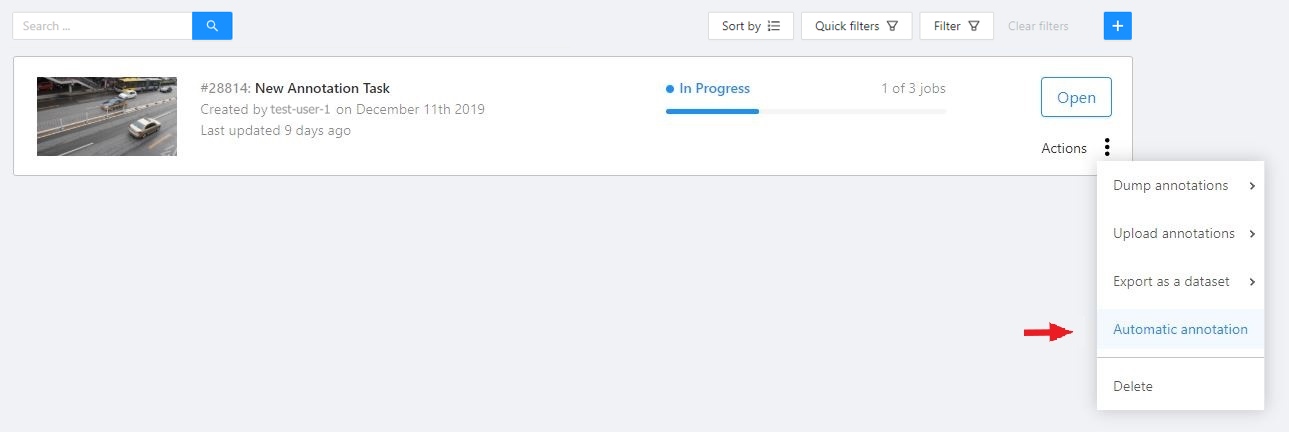 Search ...
Sort by
Quick filters
Filter
Clear filters
+
#28814: New Annotation Task
Created by test-user-1 on December 11th 2019
Last updated 9 days ago
In Progress
1 of 3 jobs
Open
Actions
Dump annotations
Upload annotations
Export as a dataset
Automatic annotation
Delete